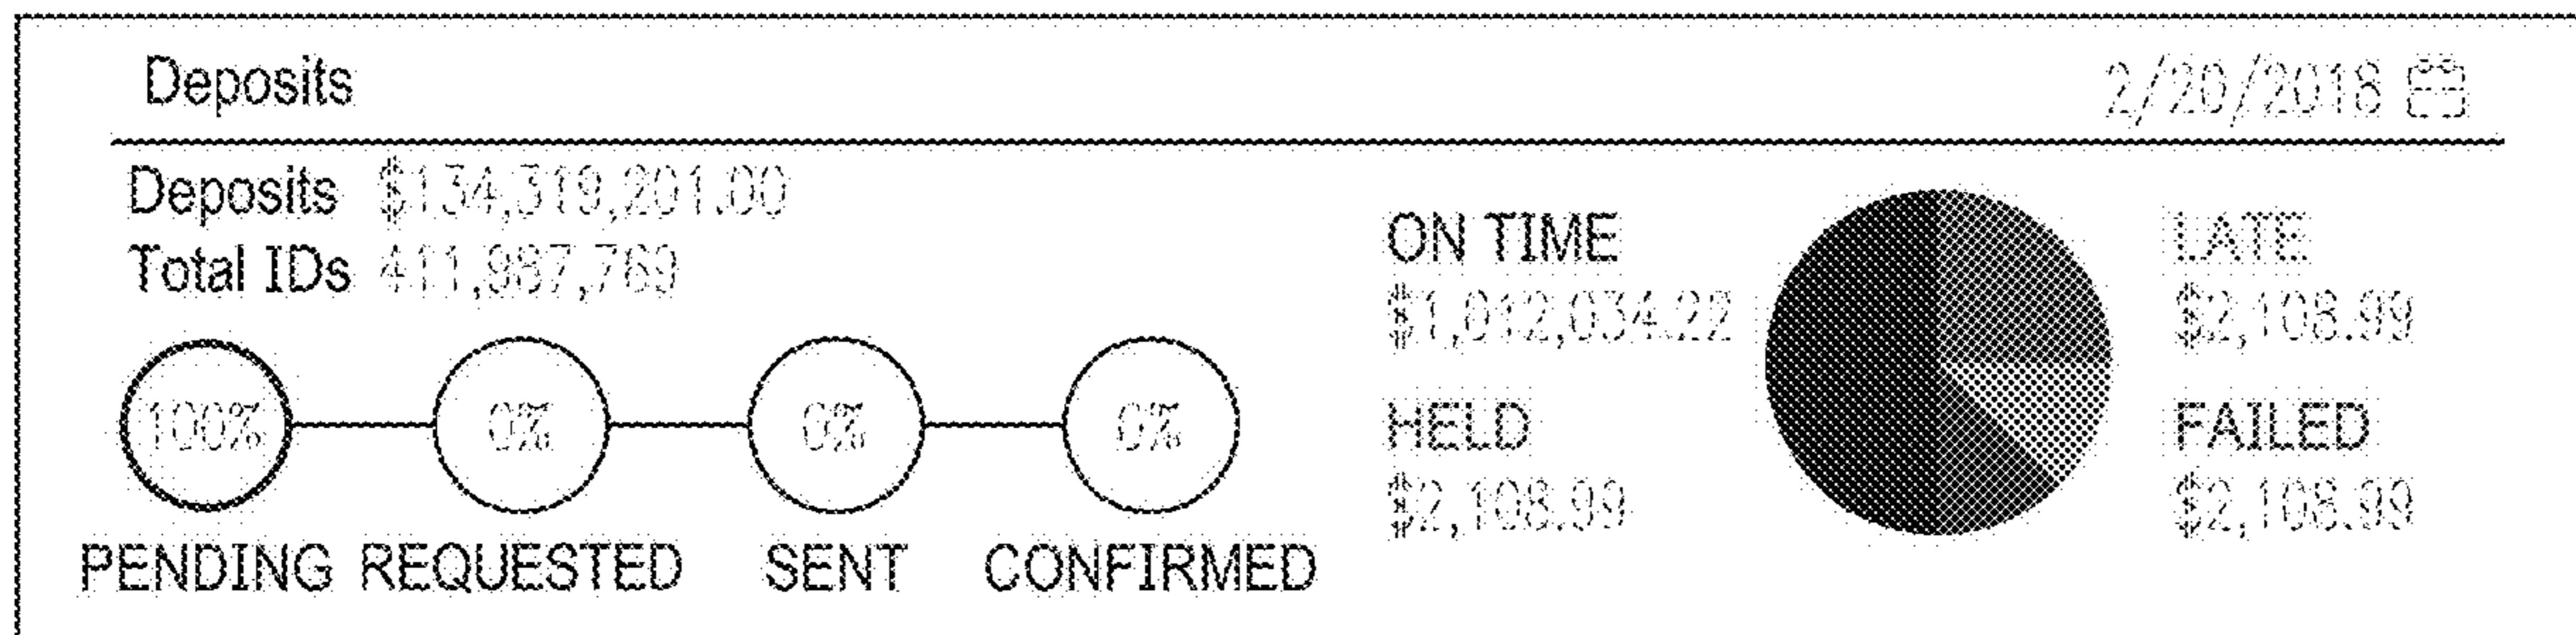 Deposits
2/20/2018
Deposits $134,319,201.00
Total IDs 411,987,769
100% 0% 0% 0%
PENDING REQUESTED SENT CONFIRMED
ON TIME
$1,012,034.22
HELD
$2,108.99
LATE
$2,108.99
FAILED
$2,108.99